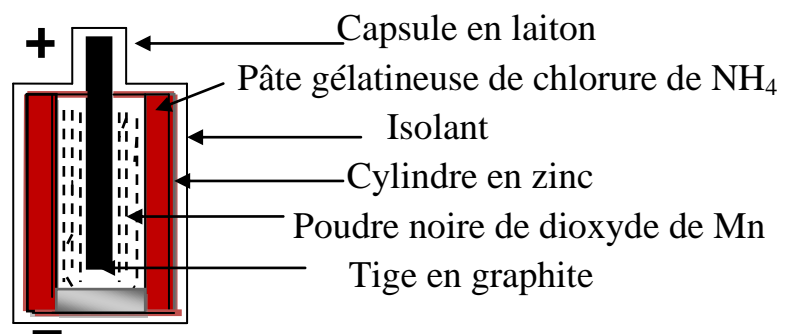 +
Capsule en laiton
Pâte gélatineuse de chlorure de NH₄
Isolant
Cylindre en zinc
Poudre noire de dioxyde de Mn
Tige en graphite
–